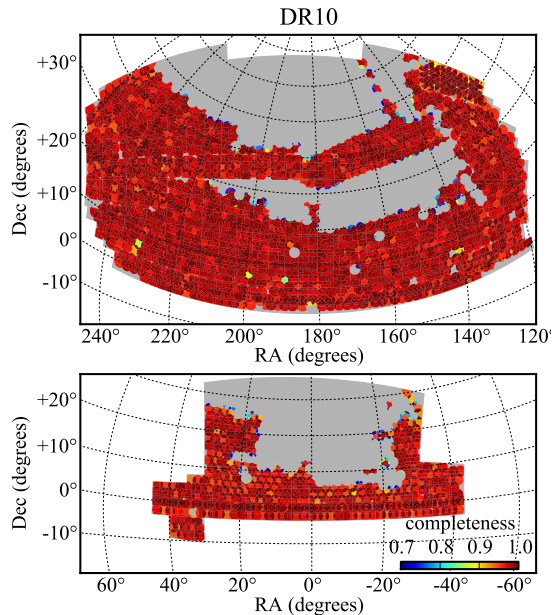 DR10
+30°
+20°
+10°
0°
-10°
Dec (degrees)
240° 220° 200° 180° 160° 140° 120°
RA (degrees)
+20°
+10°
0°
-10°
Dec (degrees)
completeness
0.7 0.8 0.9 1.0
60° 40° 20° 0° -20° -40° -60°
RA (degrees)